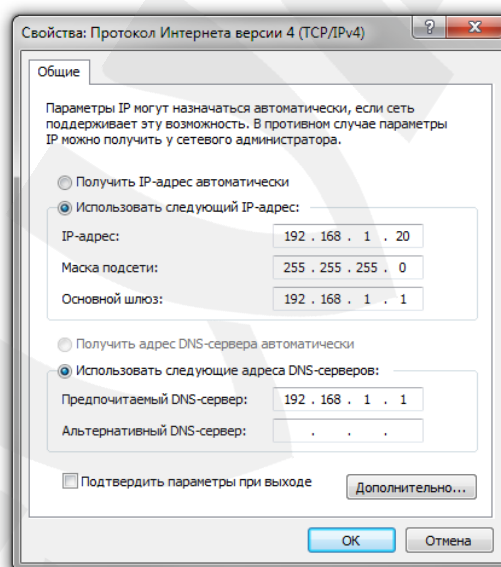 Свойства: Протокол Интернета версии 4 (TCP/IPv4)
Общие
Параметры IP могут назначаться автоматически, если сеть
поддерживает эту возможность. В противном случае параметры
IP можно получить у сетевого администратора.
Получить IP-адрес автоматически
Использовать следующий IP-адрес:
IP-адрес: 192 . 168 . 1 . 20
Маска подсети: 255 . 255 . 255 . 0
Основной шлюз: 192 . 168 . 1 . 1
Получить адрес DNS-сервера автоматически
Использовать следующие адреса DNS-серверов:
Предпочитаемый DNS-сервер: 192 . 168 . 1 . 1
Альтернативный DNS-сервер: . . .
Подтвердить параметры при выходе
Дополнительно...
ОК Отмена